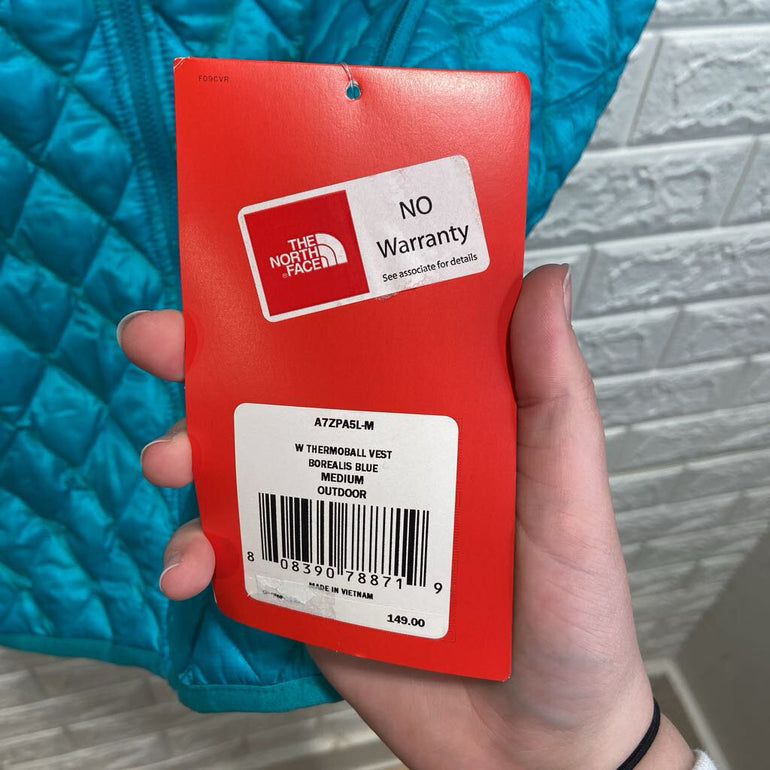 F09CVR
THE
NORTH
FACE
NO
Warranty
See associate for details
A7ZPA5L-M
W THERMOBALL VEST
BOREALIS BLUE
MEDIUM
OUTDOOR
8 08390 78871 9
MADE IN VIETNAM
149.00